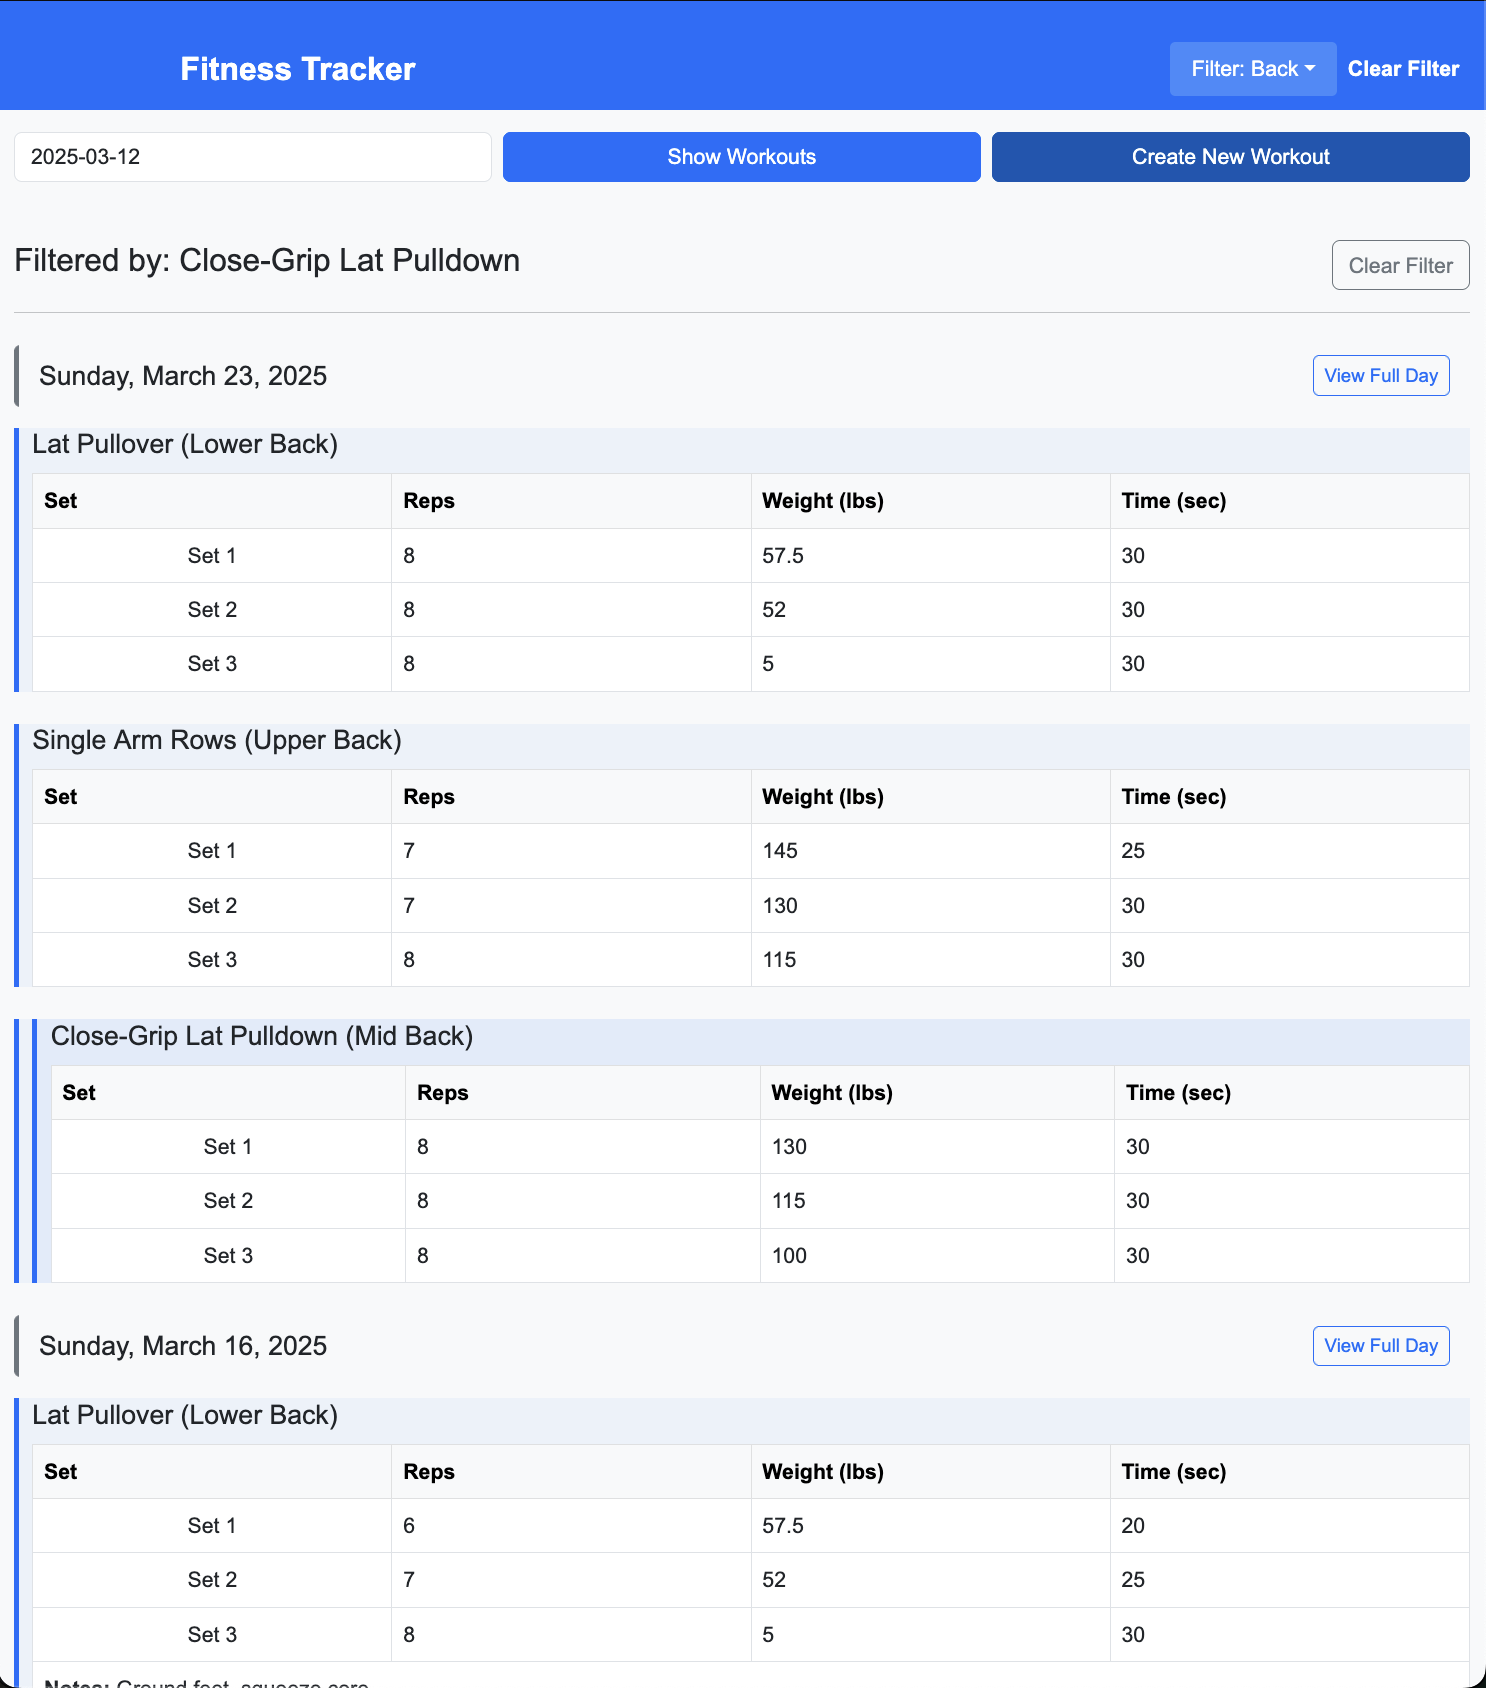 Fitness Tracker
Filter: Back
Clear Filter
2025-03-12
Show Workouts
Create New Workout
Filtered by: Close-Grip Lat Pulldown
Clear Filter
Sunday, March 23, 2025
View Full Day
Lat Pullover (Lower Back)
Set Reps Weight (lbs) Time (sec)
Set 1 8 57.5 30
Set 2 8 52 30
Set 3 8 5 30
Single Arm Rows (Upper Back)
Set Reps Weight (lbs) Time (sec)
Set 1 7 145 25
Set 2 7 130 30
Set 3 8 115 30
Close-Grip Lat Pulldown (Mid Back)
Set Reps Weight (lbs) Time (sec)
Set 1 8 130 30
Set 2 8 115 30
Set 3 8 100 30
Sunday, March 16, 2025
View Full Day
Lat Pullover (Lower Back)
Set Reps Weight (lbs) Time (sec)
Set 1 6 57.5 20
Set 2 7 52 25
Set 3 8 5 30
Notes: Ground feet, squeeze core